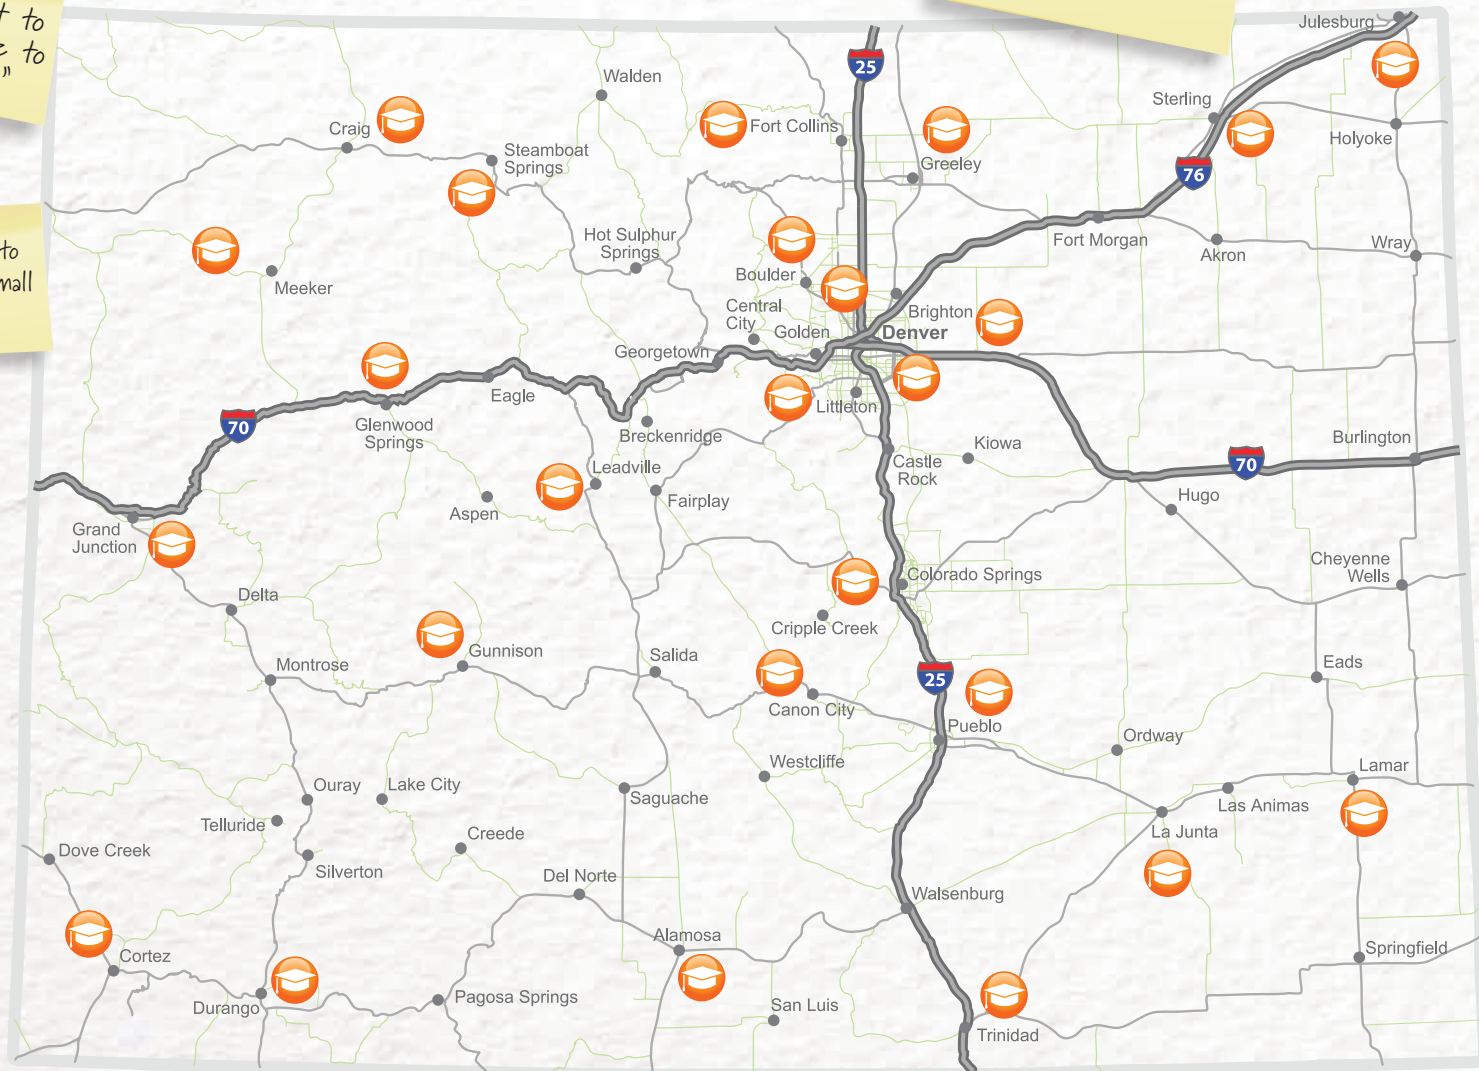 to
to
"
to
mall
Julesburg
25
Walden
Sterling
Craig
Fort Collins
Steamboat
Springs
Greeley
Holyoke
76
Hot Sulphur
Springs
Fort Morgan
Akron
Wray
Meeker
Boulder
Central
City
Brighton
Golden
Denver
Georgetown
Eagle
Littleton
Glenwood
Springs
70
Breckenridge
Kiowa
Burlington
Castle
Rock
70
Leadville
Aspen
Fairplay
Hugo
Grand
Junction
Cheyenne
Wells
Colorado Springs
Delta
Cripple Creek
Gunnison
Salida
Montrose
Eads
25
Canon City
Pueblo
Ordway
Westcliffe
Lamar
Ouray
Lake City
Saguache
Las Animas
Telluride
La Junta
Creede
Dove Creek
Silverton
Del Norte
Walsenburg
Alamosa
Springfield
Cortez
Durango
Pagosa Springs
San Luis
Trinidad